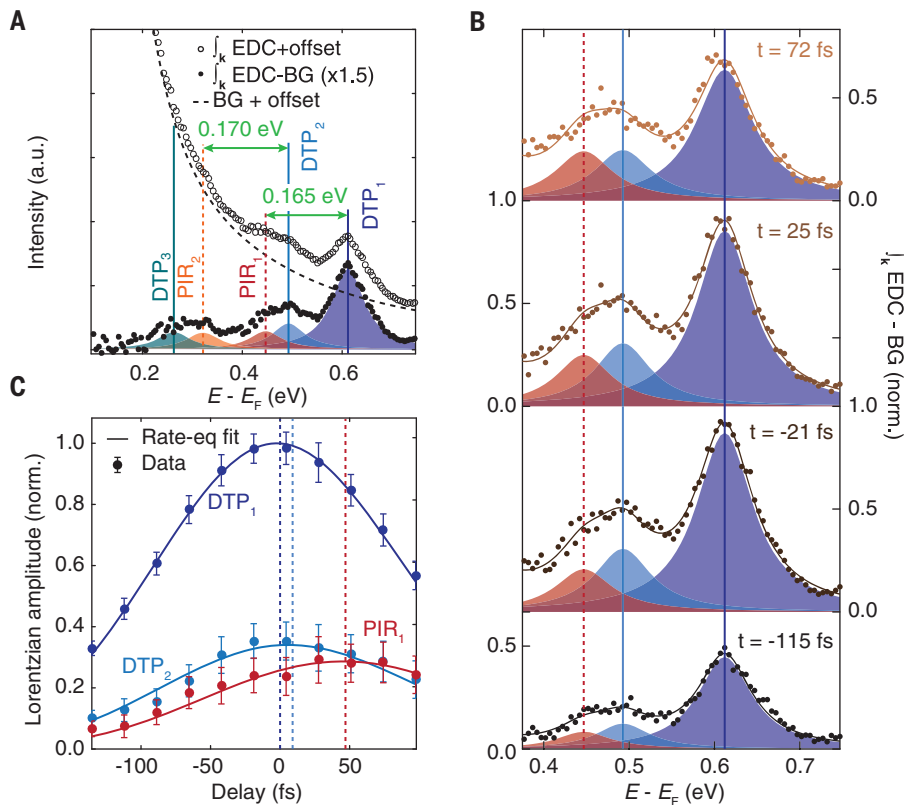 A
∫k EDC+offset
∫k EDC-BG (x1.5)
BG + offset
0.170 eV
0.165 eV
DTP3
PIR2
PIR1
DTP2
DTP1
Intensity (a.u.)
0.2 0.4 0.6
E - EF (eV)
B
t = 72 fs
0.5
1.0 0.0
t = 25 fs
0.5
0.0 1.0
t = -21 fs
0.5
0.5 0.0
t = -115 fs
0.0
0.4 0.5 0.6 0.7
E - EF (eV)
∫k EDC - BG (norm.)
C
Rate-eq fit
Data
DTP1
DTP2
PIR1
Lorentzian amplitude (norm.)
1.0
0.8
0.6
0.4
0.2
0.0
-100 -50 0 50
Delay (fs)